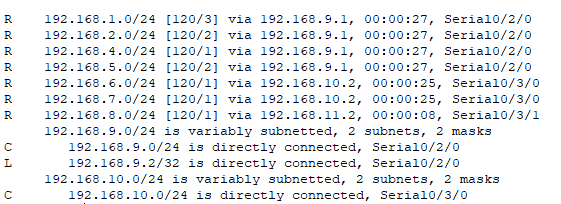 R 192.168.1.0/24 [120/3] via 192.168.9.1, 00:00:27, Serial0/2/0
R 192.168.2.0/24 [120/2] via 192.168.9.1, 00:00:27, Serial0/2/0
R 192.168.4.0/24 [120/1] via 192.168.9.1, 00:00:27, Serial0/2/0
R 192.168.5.0/24 [120/2] via 192.168.9.1, 00:00:27, Serial0/2/0
R 192.168.6.0/24 [120/1] via 192.168.10.2, 00:00:25, Serial0/3/0
R 192.168.7.0/24 [120/1] via 192.168.10.2, 00:00:25, Serial0/3/0
R 192.168.8.0/24 [120/1] via 192.168.11.2, 00:00:08, Serial0/3/1
192.168.9.0/24 is variably subnetted, 2 subnets, 2 masks
C 192.168.9.0/24 is directly connected, Serial0/2/0
L 192.168.9.2/32 is directly connected, Serial0/2/0
192.168.10.0/24 is variably subnetted, 2 subnets, 2 masks
C 192.168.10.0/24 is directly connected, Serial0/3/0